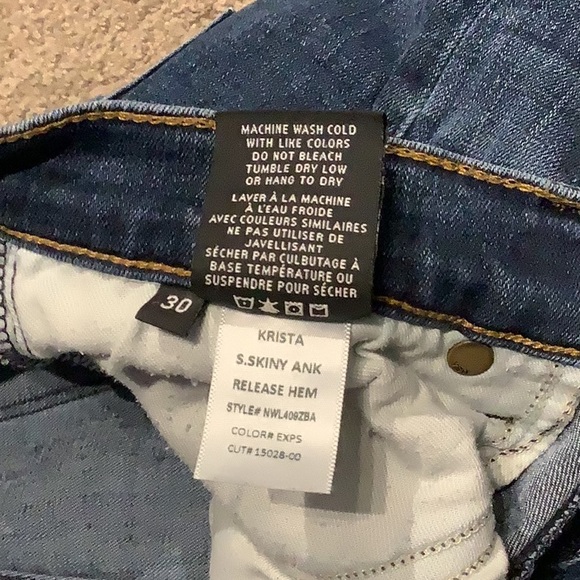 MACHINE WASH COLD
WITH LIKE COLORS
DO NOT BLEACH
TUMBLE DRY LOW
OR HANG TO DRY
LAVER À LA MACHINE
À L'EAU FROIDE
AVEC COULEURS SIMILAIRES
NE PAS UTILISER DE
JAVELLISANT
SÉCHER PAR CULBUTAGE À
BASE TEMPÉRATURE OU
SUSPENDRE POUR SÉCHER
30
KRISTA
S.SKINY ANK
RELEASE HEM
STYLE# NWL409ZBA
COLOR# EXPS
CUT# 15028-00